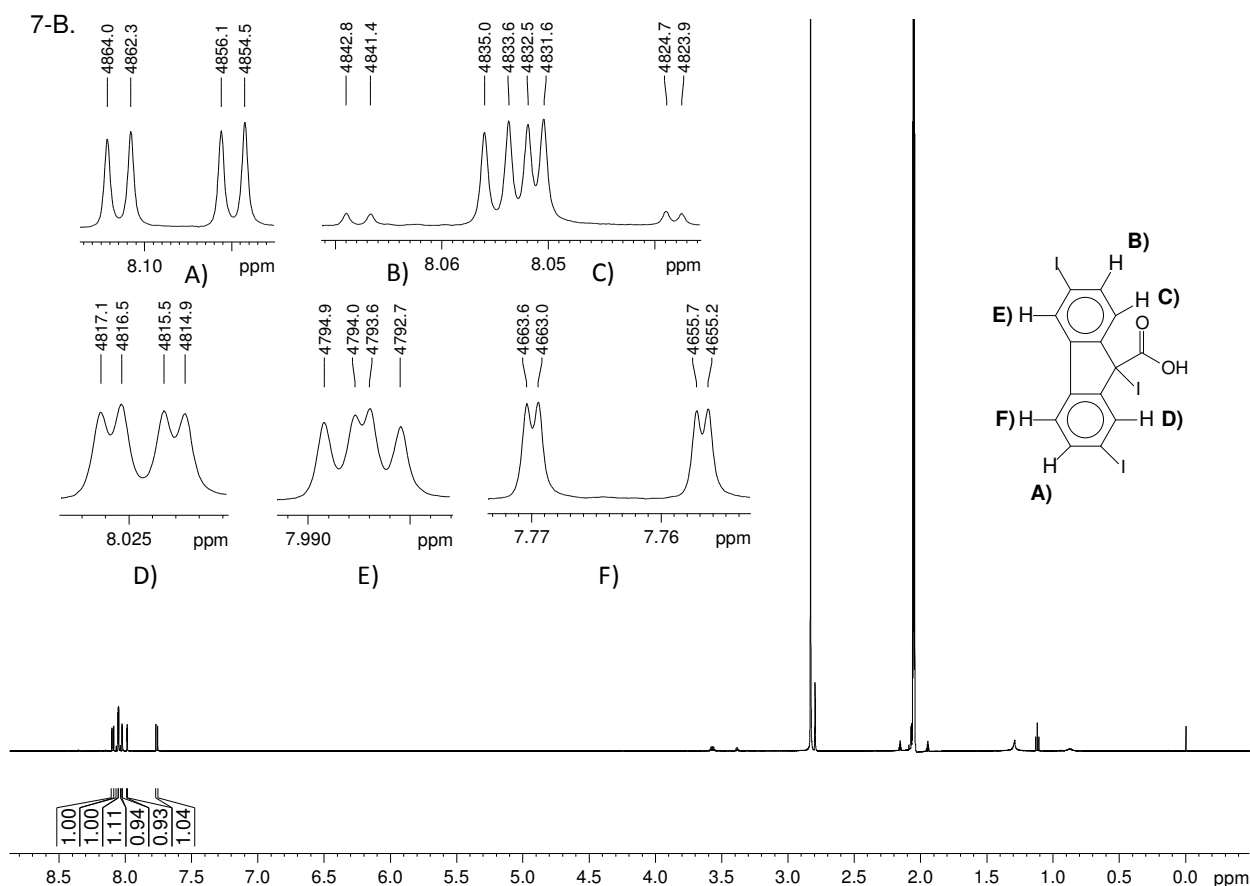 7-B.
4864.0 4862.3 4856.1 4854.5
8.10 ppm
A)
4842.8 4841.4 4835.0 4833.6 4832.5 4831.6 4824.7 4823.9
8.06 8.05 ppm
B) C)
4817.1 4816.5 4815.5 4814.9
8.025 ppm
D)
4794.9 4794.0 4793.6 4792.7
7.990 ppm
E)
4663.6 4663.0 4655.7 4655.2
7.77 7.76 ppm
F)
B)
I H
E) H H C)
O
OH
I
F) H H D)
H I
A)
1.00 1.00 1.11 0.94 0.93 1.04
8.5 8.0 7.5 7.0 6.5 6.0 5.5 5.0 4.5 4.0 3.5 3.0 2.5 2.0 1.5 1.0 0.5 0.0 ppm